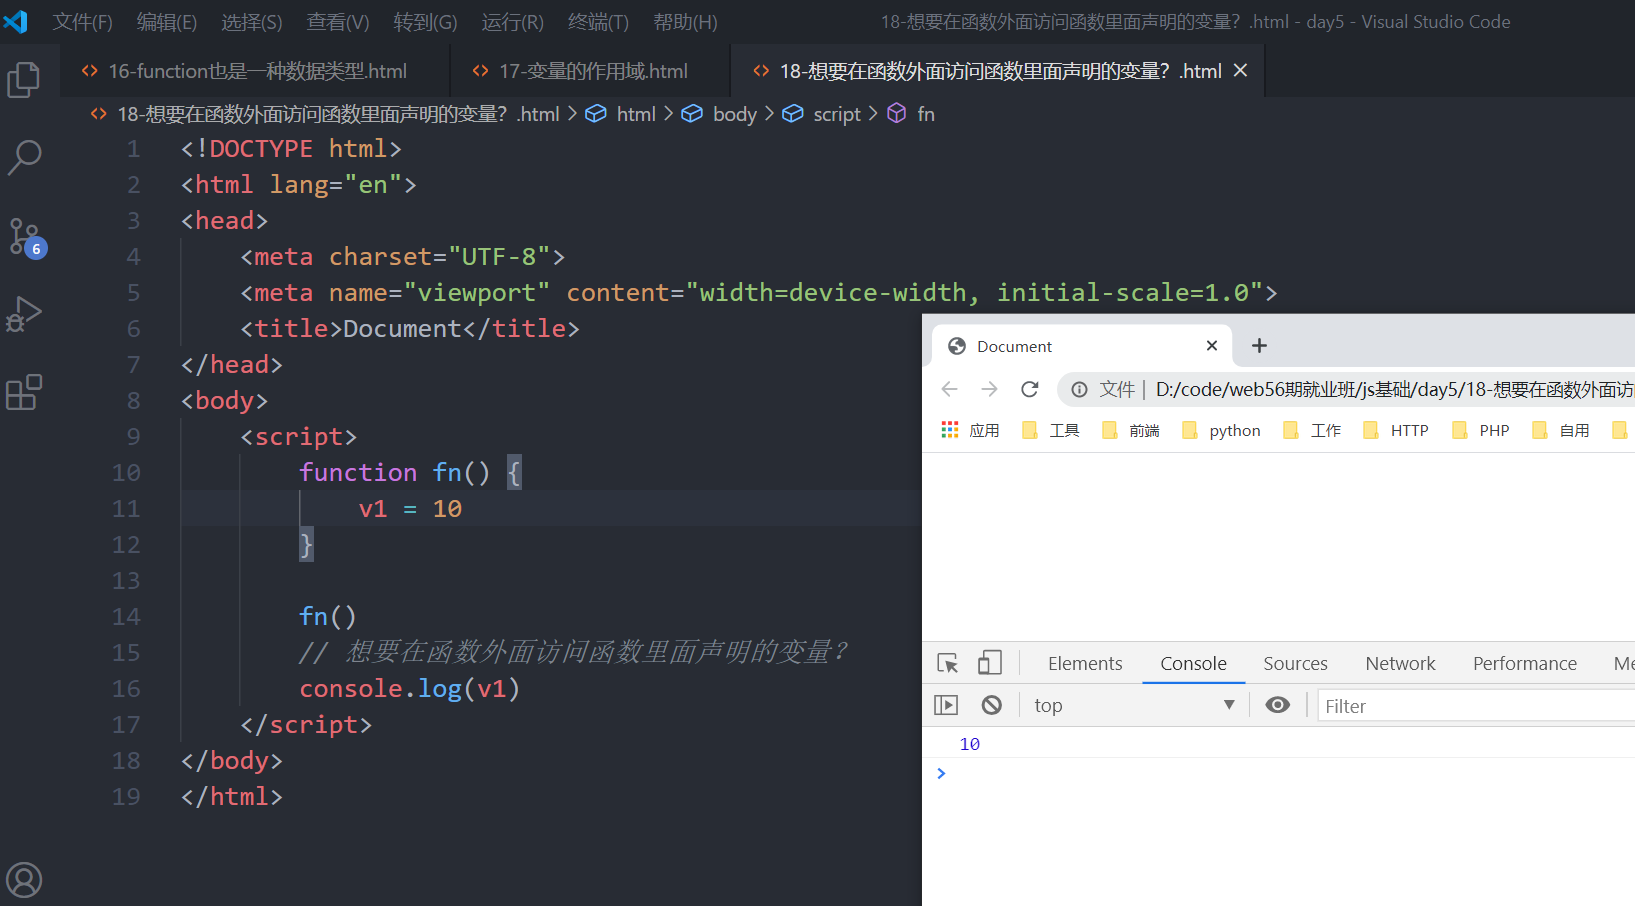 文件(F) 编辑(E) 选择(S) 查看(V) 转到(G) 运行(R) 终端(T) 帮助(H) 18-想要在函数外面访问函数里面声明的变量? .html - day5 - Visual Studio Code
16-function也是一种数据类型.html 17-变量的作用域.html 18-想要在函数外面访问函数里面声明的变量? .html
18-想要在函数外面访问函数里面声明的变量? .html > html > body > script > fn
1 <!DOCTYPE html>
2 <html lang="en">
3 <head>
4 <meta charset="UTF-8">
5 <meta name="viewport" content="width=device-width, initial-scale=1.0">
6 <title>Document</title>
7 </head>
8 <body>
9 <script>
10 function fn() {
11 v1 = 10
12 }
13
14 fn()
15 // 想要在函数外面访问函数里面声明的变量?
16 console.log(v1)
17 </script>
18 </body>
19 </html>
6
Document
文件 | D:/code/web56期就业班/js基础/day5/18-想要在函数外面访
应用 工具 前端 python 工作 HTTP PHP 自用
Elements Console Sources Network Performance Me
top Filter
10
>